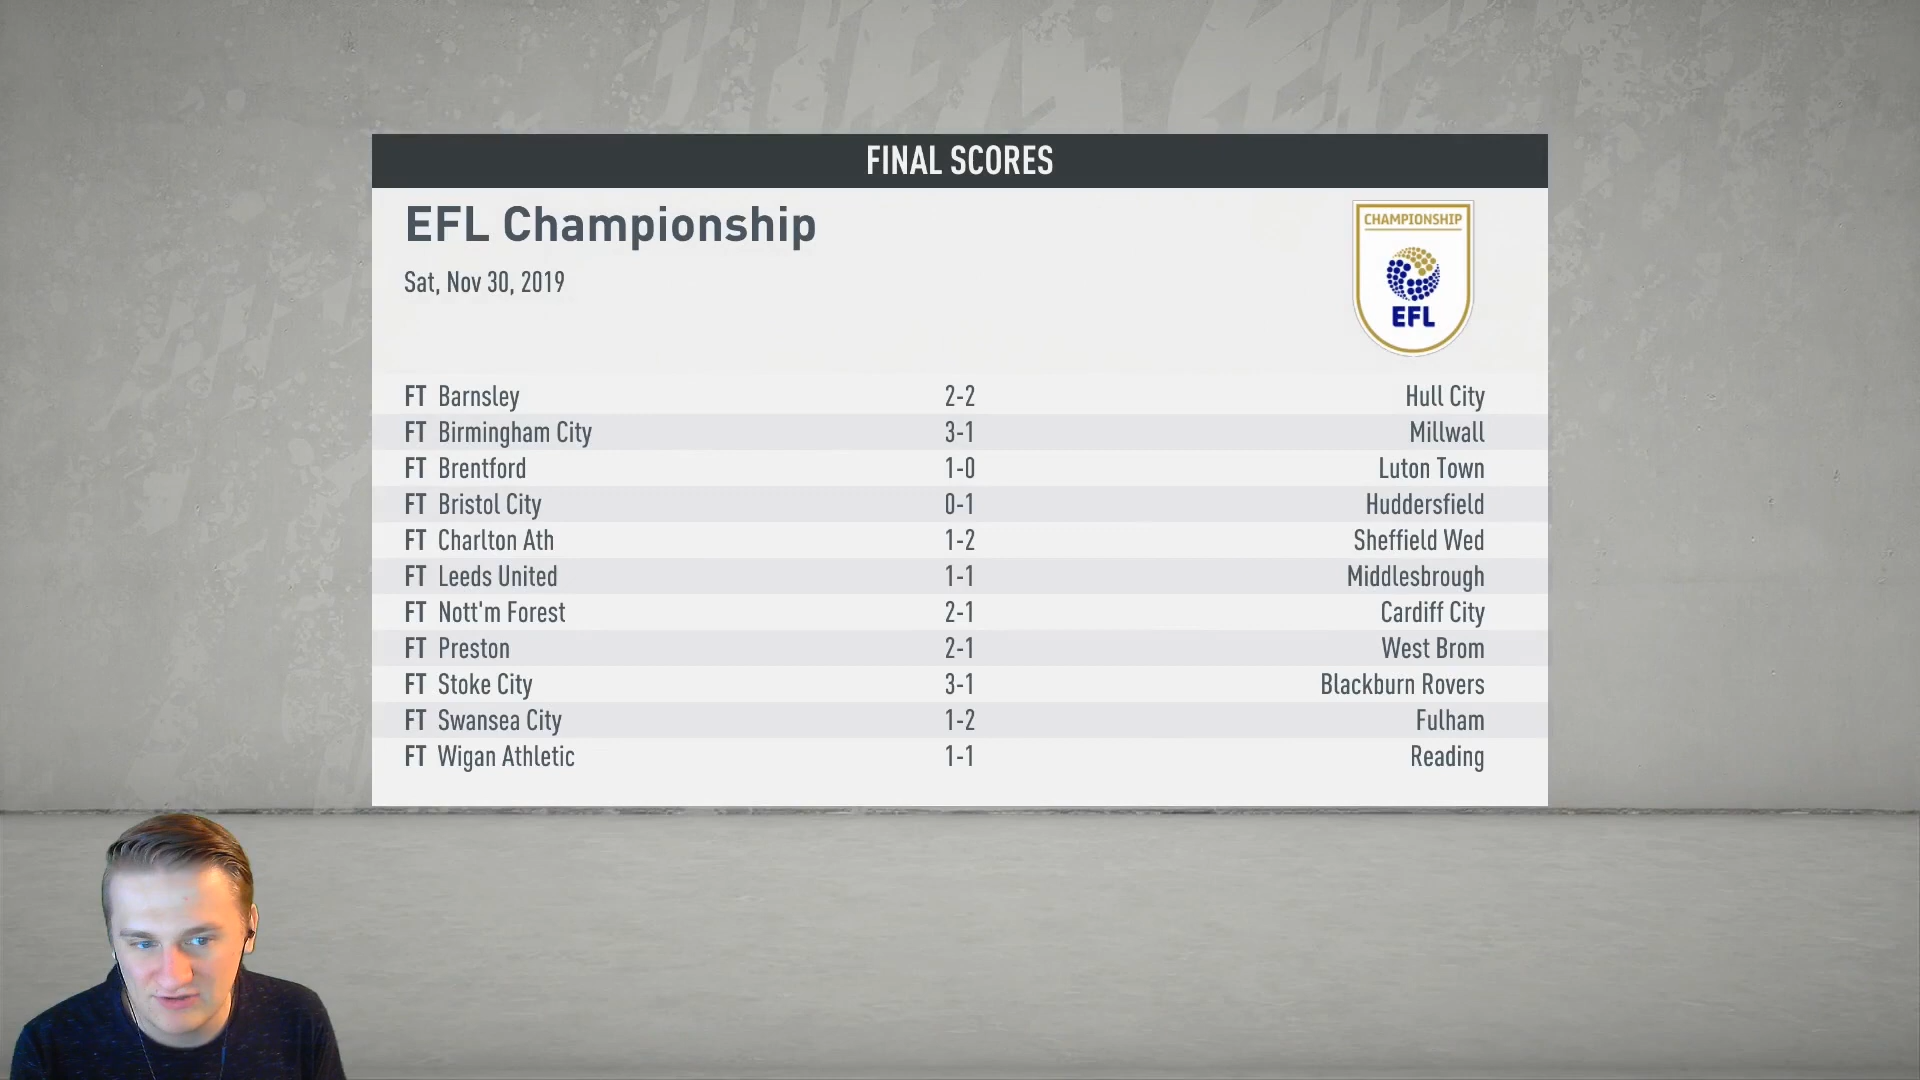 FINAL SCORES
EFL Championship
Sat, Nov 30, 2019
CHAMPIONSHIP
EFL
FT Barnsley 2-2 Hull City
FT Birmingham City 3-1 Millwall
FT Brentford 1-0 Luton Town
FT Bristol City 0-1 Huddersfield
FT Charlton Ath 1-2 Sheffield Wed
FT Leeds United 1-1 Middlesbrough
FT Nott'm Forest 2-1 Cardiff City
FT Preston 2-1 West Brom
FT Stoke City 3-1 Blackburn Rovers
FT Swansea City 1-2 Fulham
FT Wigan Athletic 1-1 Reading